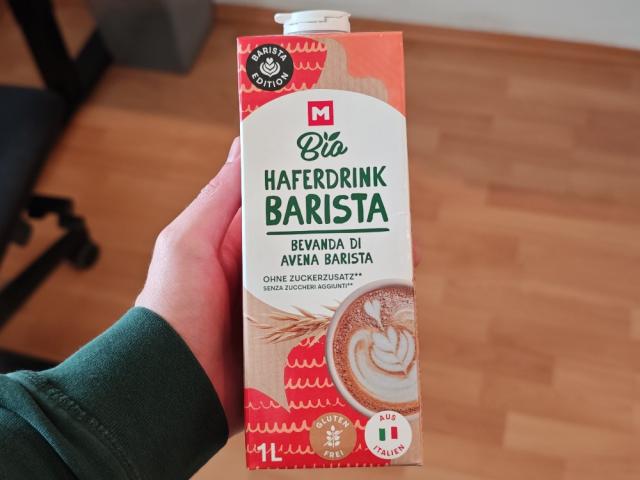 BARISTA
EDITION
M
Bio
HAFERDRINK
BARISTA
BEVANDA DI
AVENA BARISTA
OHNE ZUCKERZUSATZ**
SENZA ZUCCHERI AGGIUNTI**
1L
GLUTEN
FREI
AUS
ITALIEN